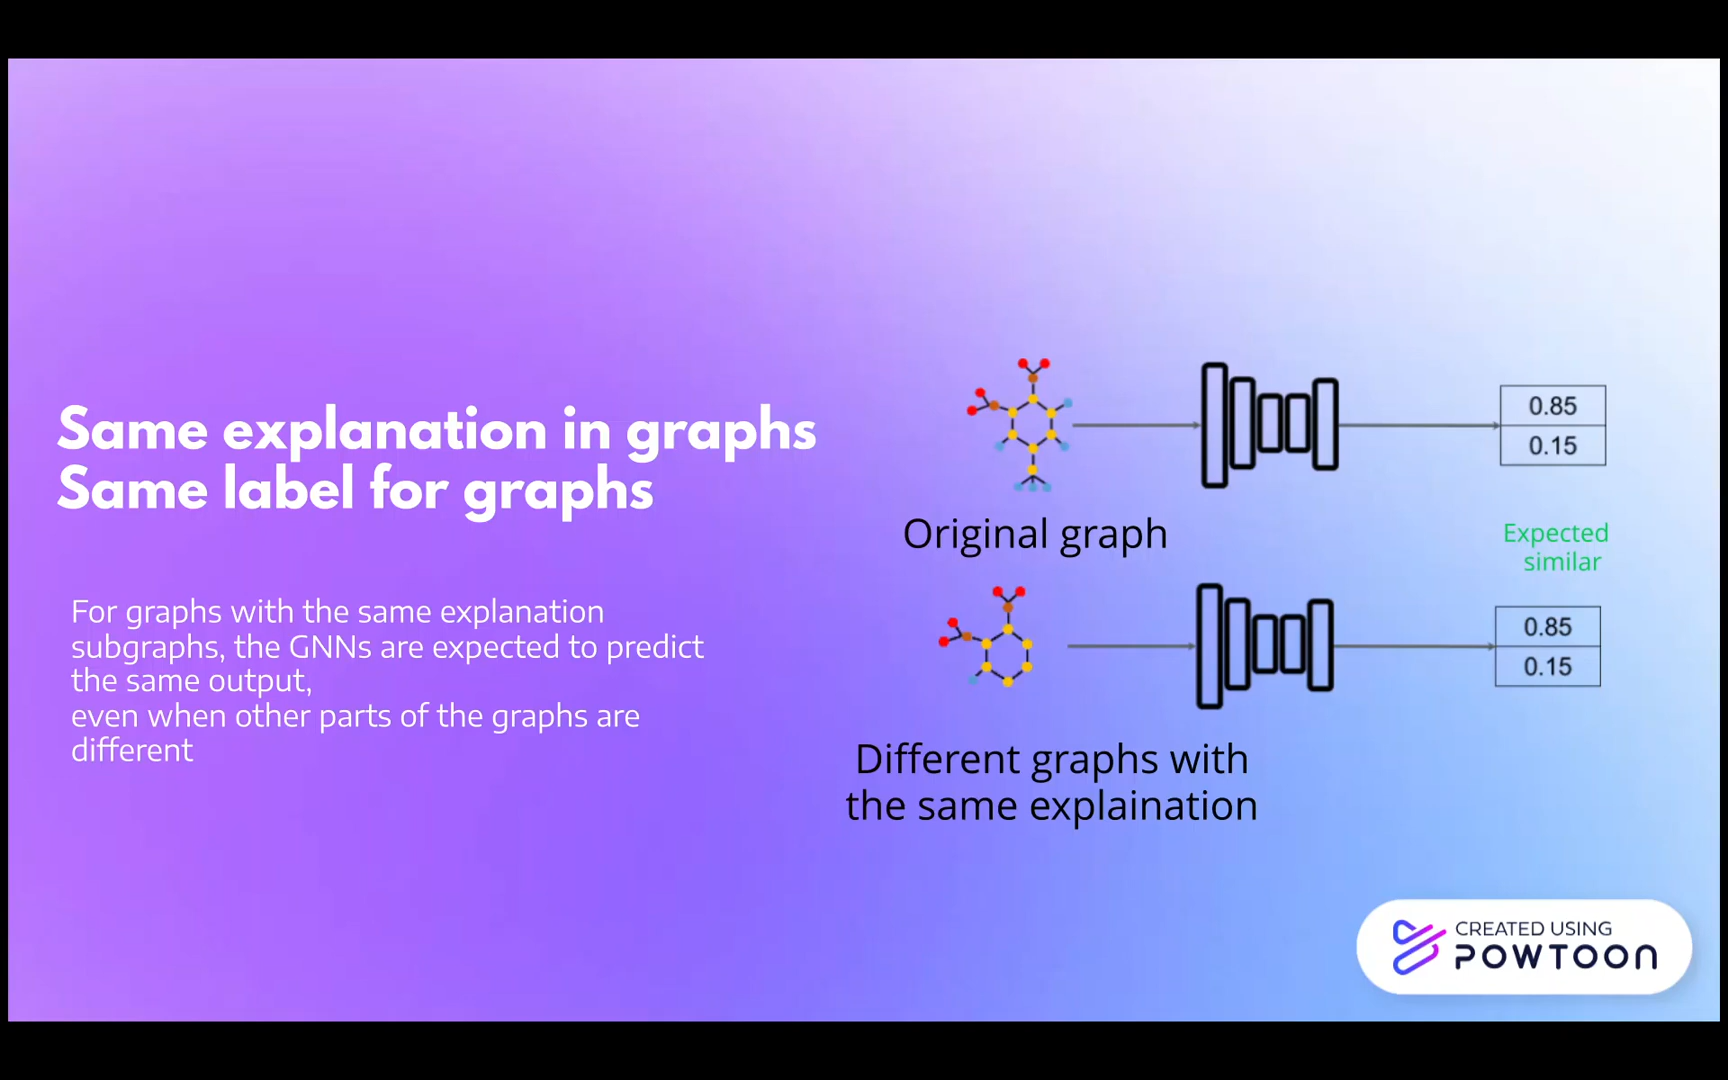 Same explanation in graphs
Same label for graphs
For graphs with the same explanation
subgraphs, the GNNs are expected to predict
the same output,
even when other parts of the graphs are
different
0.85
0.15
Original graph
Expected
similar
0.85
0.15
Different graphs with
the same explaination
CREATED USING
POWTOON